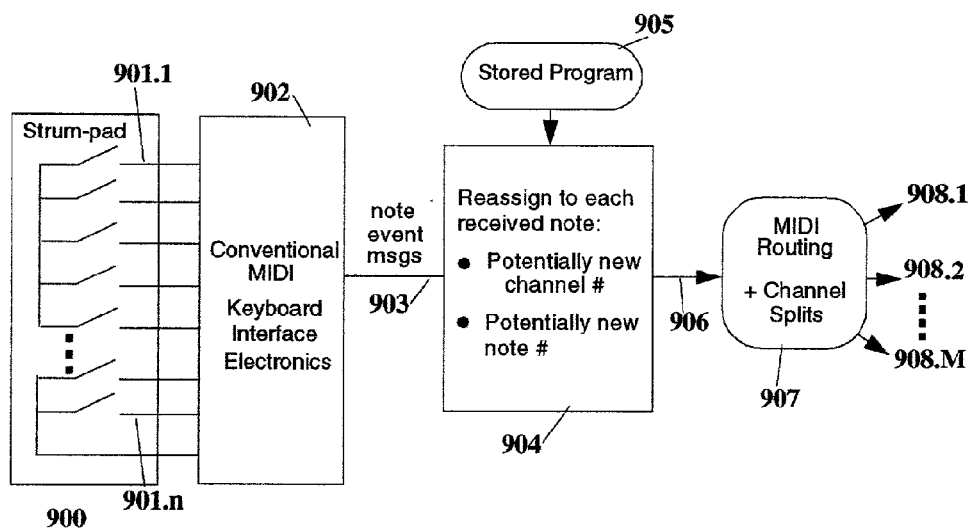 905
Stored Program
901.1
902
Strum-pad
Conventional
MIDI
Keyboard
Interface
Electronics
note
event
msgs
903
Reassign to each
received note:
● Potentially new
channel #
● Potentially new
note #
904
906
MIDI
Routing
+ Channel
Splits
907
908.1
908.2
908.M
901.n
900